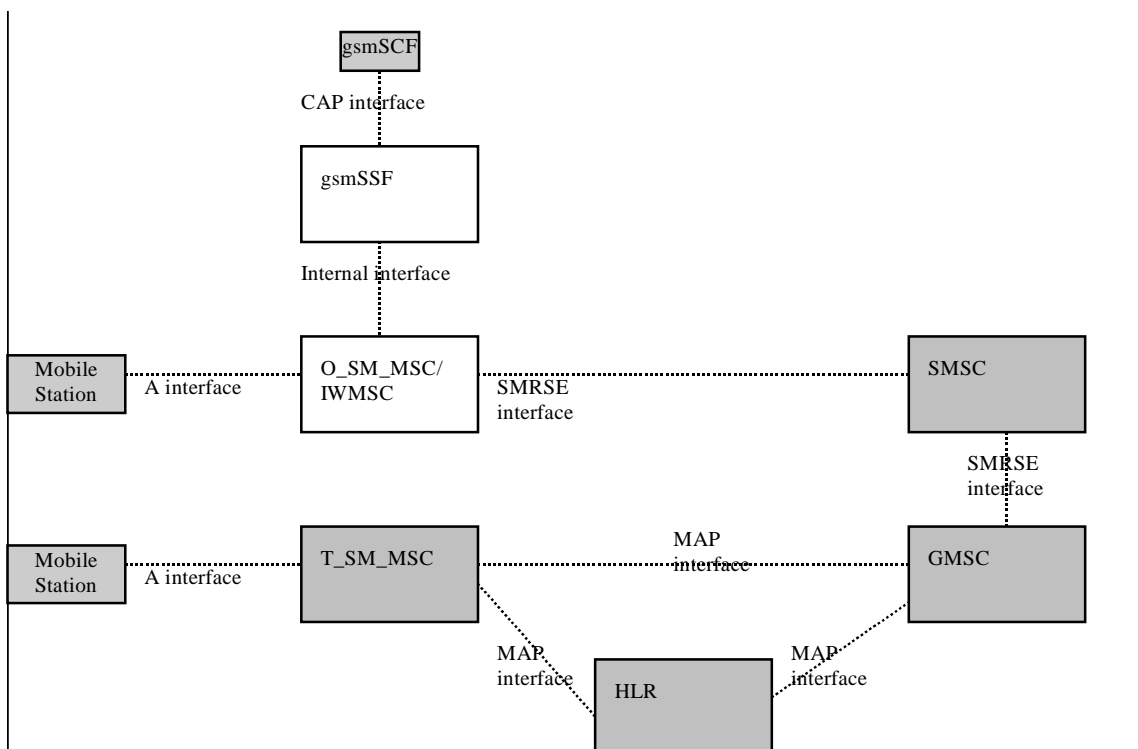 gsmSCF
CAP interface
gsmSSF
Internal interface
Mobile
Station
A interface
O_SM_MSC/
IWMSC
SMRSE
interface
SMSC
SMRSE
interface
Mobile
Station
A interface
T_SM_MSC
MAP
interface
GMSC
MAP
interface
HLR
MAP
interface